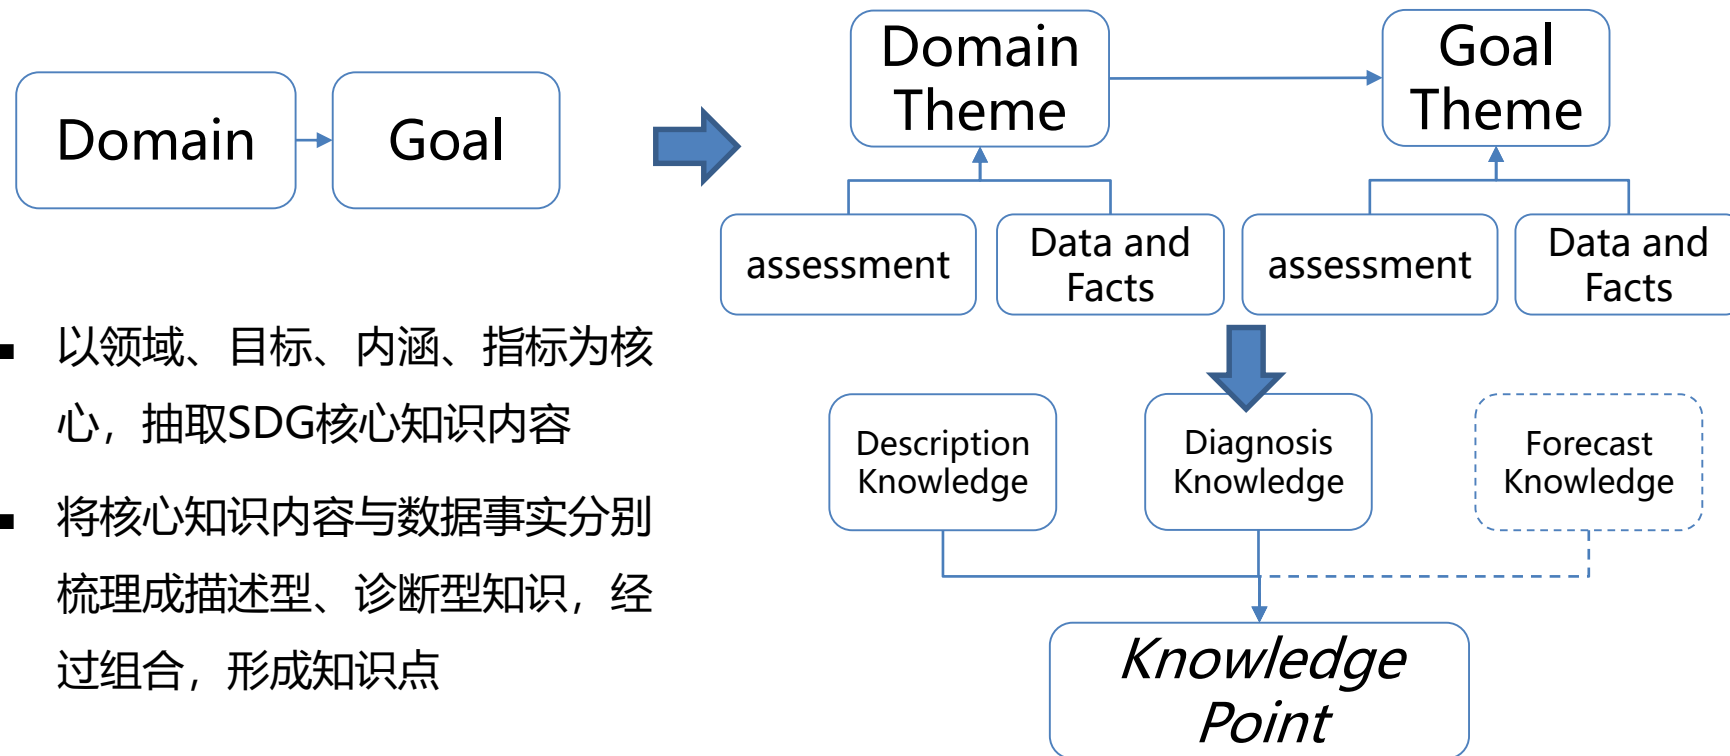 Domain
Goal
Domain
Theme
Goal
Theme
assessment
Data and
Facts
assessment
Data and
Facts
以领域、目标、内涵、指标为核
心，抽取SDG核心知识内容
将核心知识内容与数据事实分别
梳理成描述型、诊断型知识，经
过组合，形成知识点
Description
Knowledge
Diagnosis
Knowledge
Forecast
Knowledge
Knowledge
Point